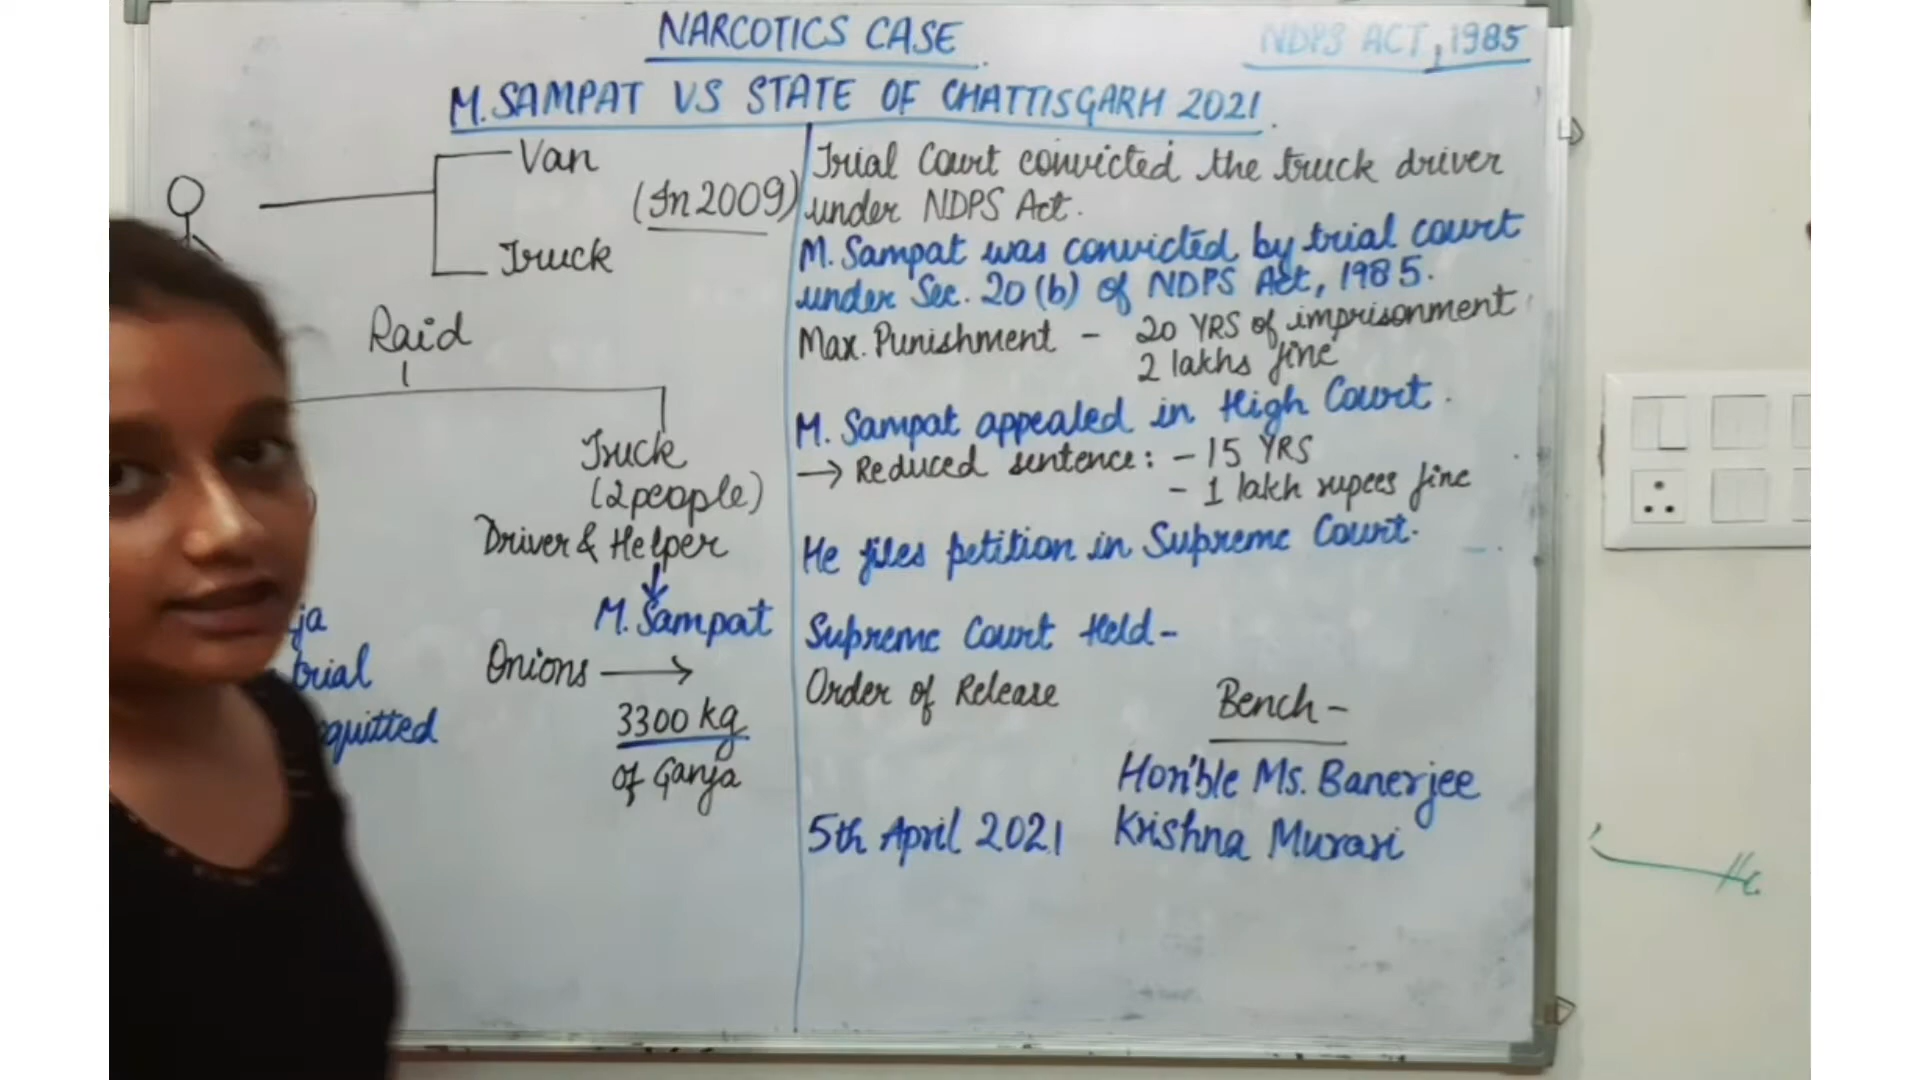 NARCOTICS CASE
NDPS ACT, 1985
M. SAMPAT VS STATE OF CHATTISGARH 2021
Van
(In 2009)
Truck
Raid
Truck
(2 people)
Driver & Helper
M. Sampat
ja
trial
quitted
Onions →
3300 kg
of Ganja
Trial Court convicted the truck driver
under NDPS Act.
M. Sampat was convicted by trial court
under Sec. 20 (b) of NDPS Act, 1985.
Max. Punishment - 20 YRS of imprisonment
2 lakhs fine
M. Sampat appealed in High Court.
→ Reduced sentence: - 15 YRS
- 1 lakh rupees fine
He files petition in Supreme Court.
Supreme Court Held -
Order of Release
Bench -
Hon'ble Ms. Banerjee
5th April 2021 Krishna Murari